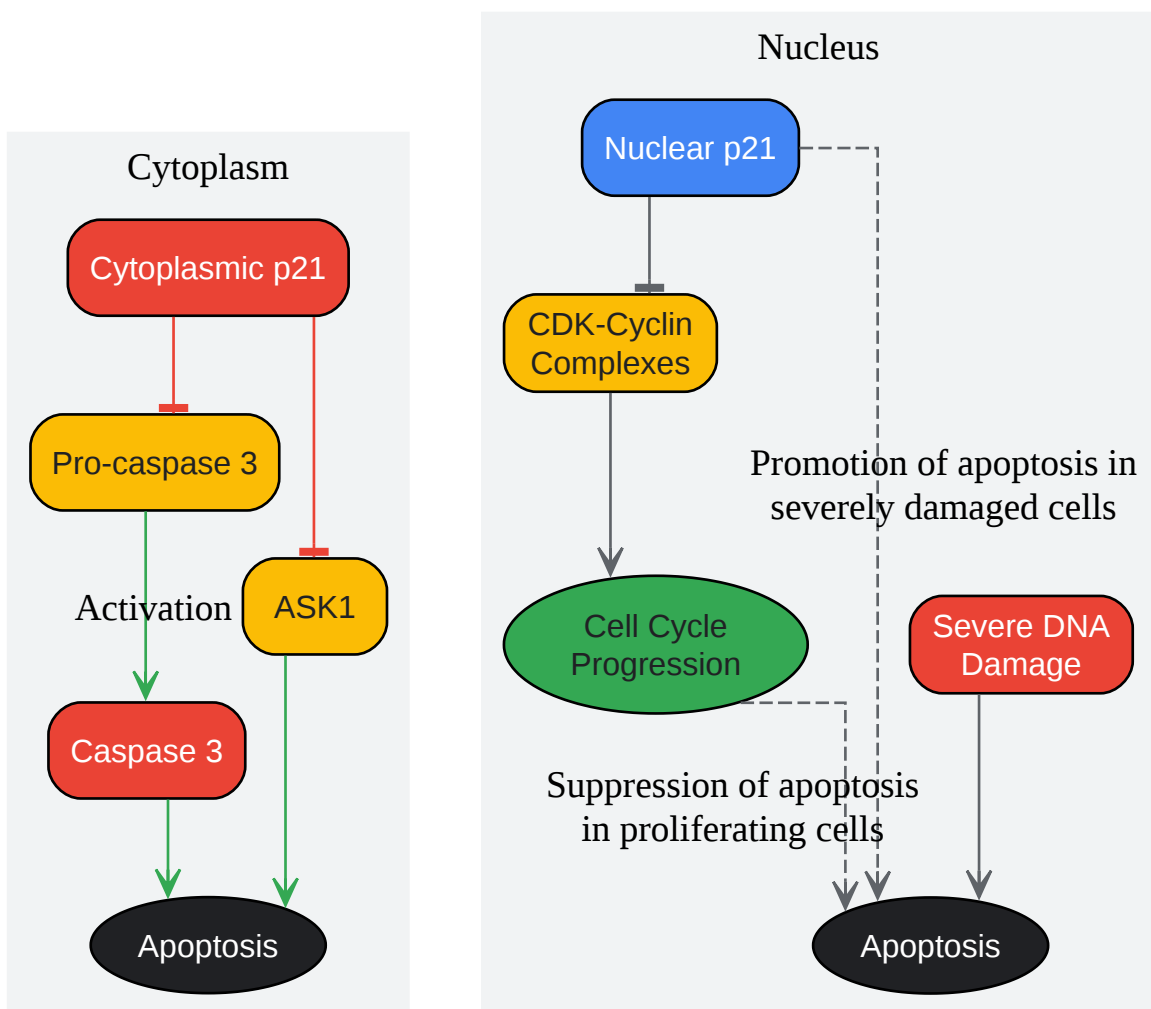 Cytoplasm
Cytoplasmic p21
Pro-caspase 3
Activation
ASK1
Caspase 3
Apoptosis
Nucleus
Nuclear p21
CDK-Cyclin
Complexes
Promotion of apoptosis in
severely damaged cells
Cell Cycle
Progression
Severe DNA
Damage
Suppression of apoptosis
in proliferating cells
Apoptosis